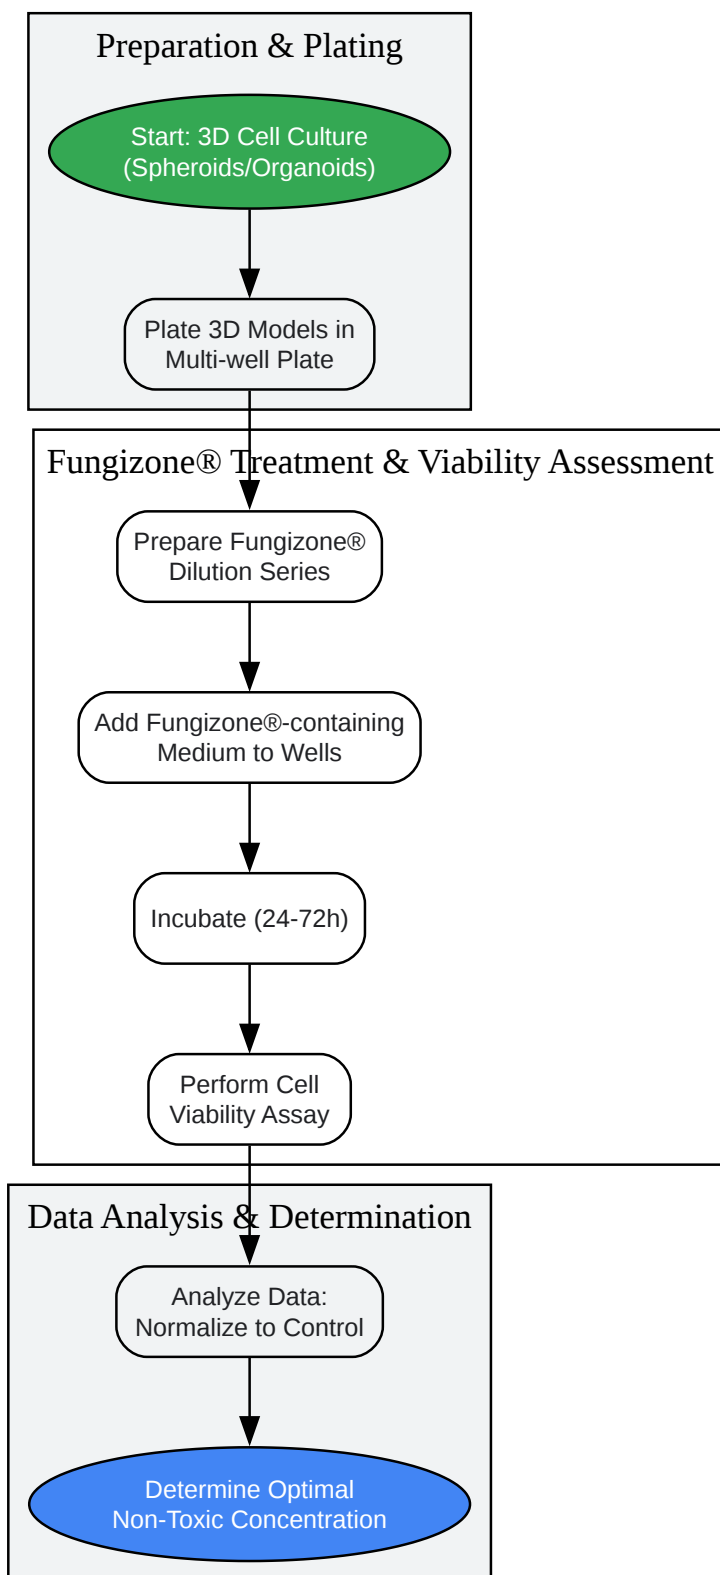 Preparation & Plating
Start: 3D Cell Culture
(Spheroids/Organoids)
Plate 3D Models in
Multi-well Plate
Fungizone® Treatment & Viability Assessment
Prepare Fungizone®
Dilution Series
Add Fungizone®-containing
Medium to Wells
Incubate (24-72h)
Perform Cell
Viability Assay
Data Analysis & Determination
Analyze Data:
Normalize to Control
Determine Optimal
Non-Toxic Concentration